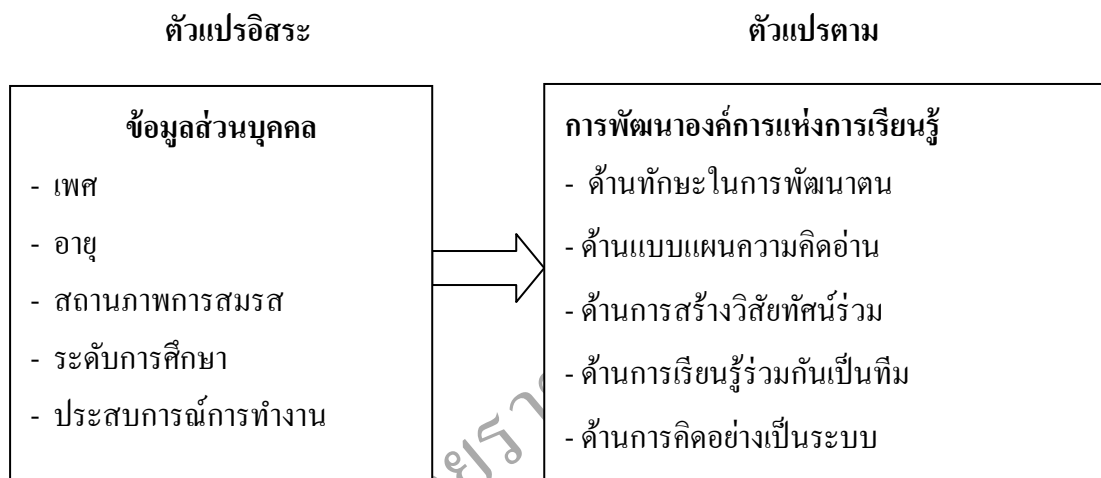 ตัวแปรอิสระ
ตัวแปรตาม
ข้อมูลส่วนบุคคล
- เพศ
- อายุ
- สถานภาพการสมรส
- ระดับการศึกษา
- ประสบการณ์การทำงาน
การพัฒนาองค์การแห่งการเรียนรู้
- ด้านทักษะในการพัฒนาตน
- ด้านแบบแผนความคิดอ่าน
- ด้านการสร้างวิสัยทัศน์ร่วม
- ด้านการเรียนรู้ร่วมกันเป็นทีม
- ด้านการคิดอย่างเป็นระบบ